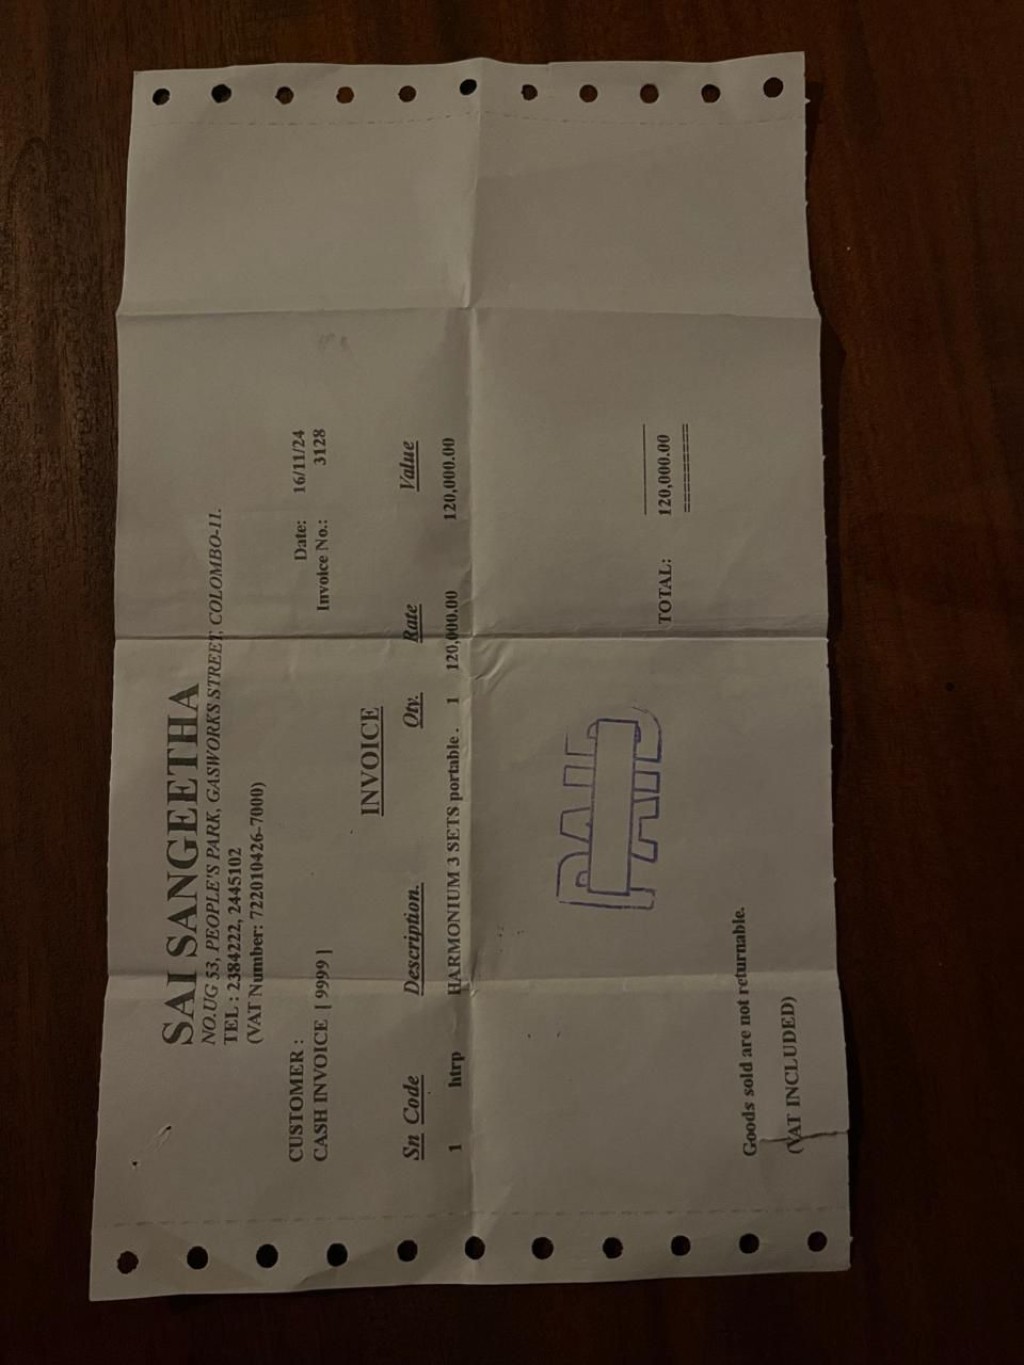 SAI SANGEETHA
NO.UG 53, PEOPLE'S PARK, GASWORKS STREET, COLOMBO-11.
TEL : 2384222, 2445102
(VAT Number: 722010426-7000)
CUSTOMER : Date: 16/11/24
CASH INVOICE [ 9999 ] Invoice No.: 3128
INVOICE
Sn Code Description. Qty. Rate Value
1 htrp HARMONIUM 3 SETS portable . 1 120,000.00 120,000.00
PAID
TOTAL: 120,000.00
Goods sold are not returnable.
(VAT INCLUDED)